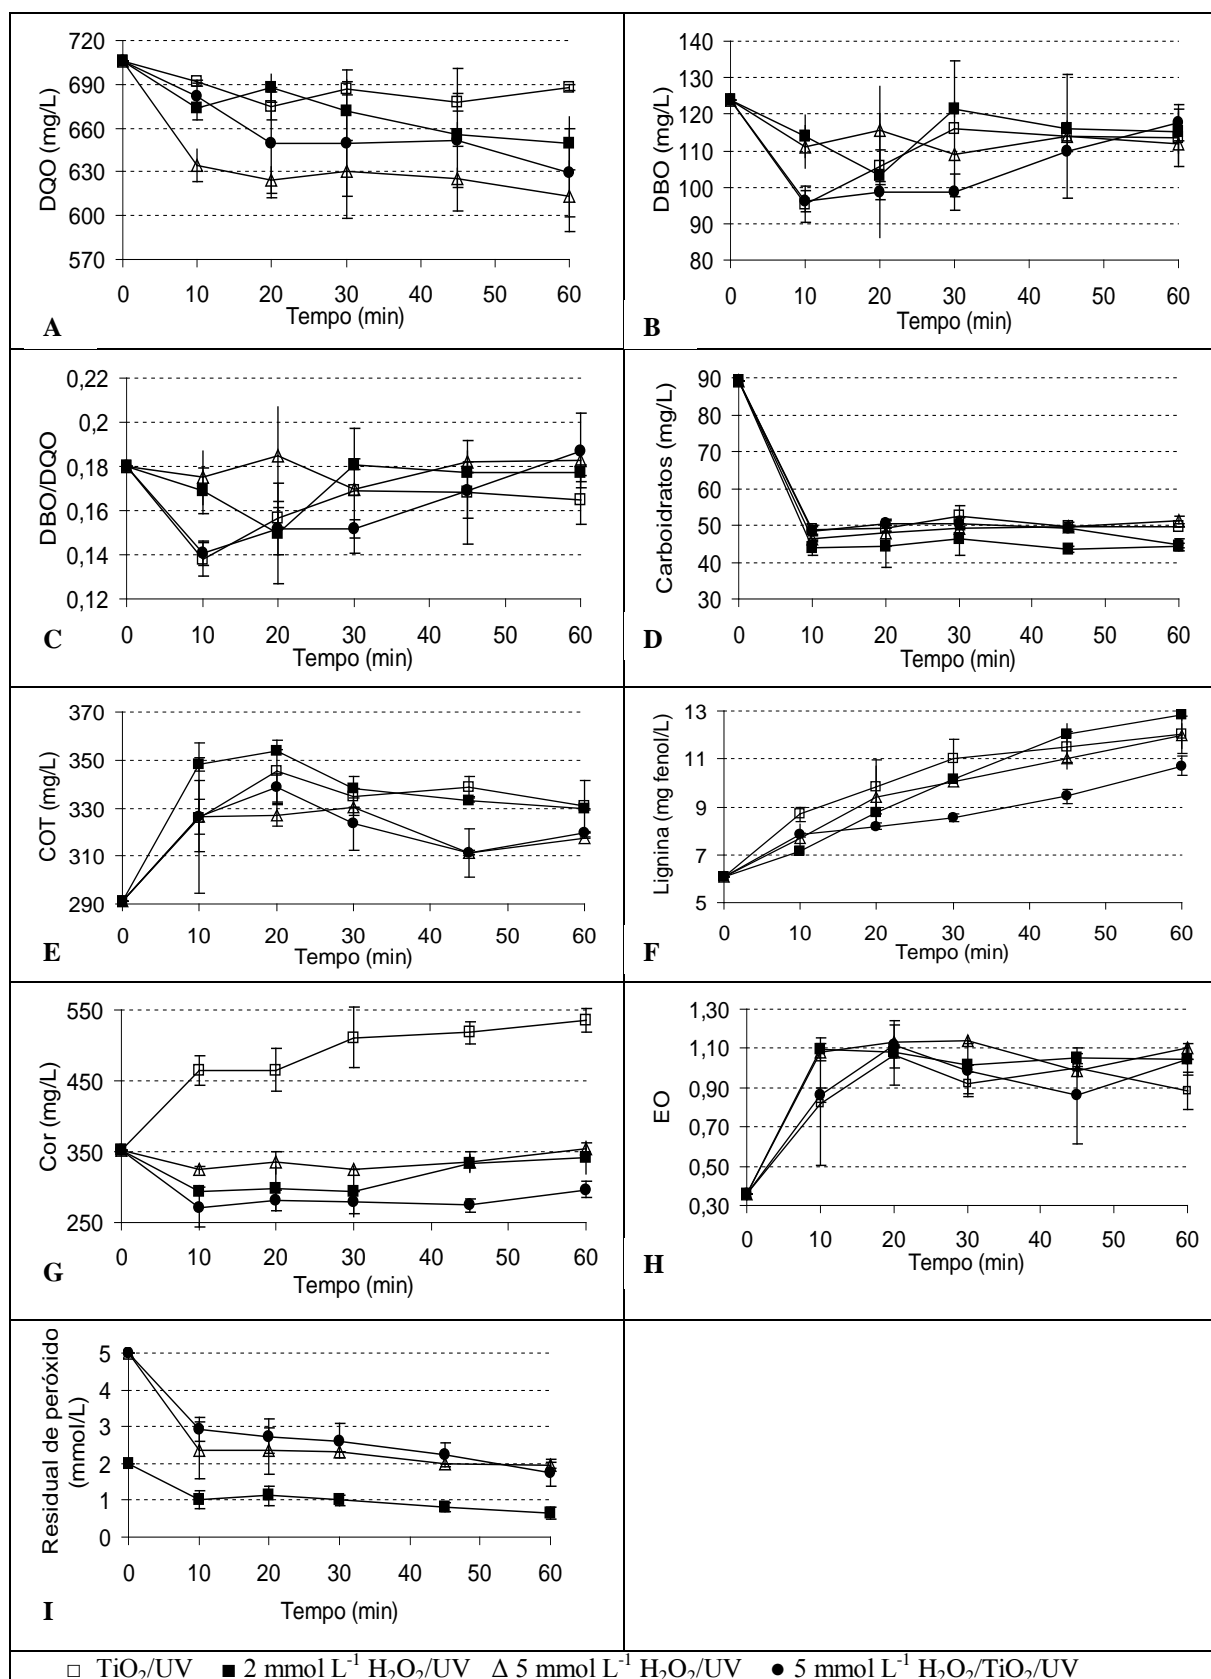 720
690
660
630
600
570
DQO (mg/L)
0 10 20 30 40 50 60
Tempo (min)
A
140
130
120
110
100
90
80
DBO (mg/L)
0 10 20 30 40 50 60
Tempo (min)
B
0,22
0,2
0,18
0,16
0,14
0,12
DBO/DQO
0 10 20 30 40 50 60
Tempo (min)
C
90
80
70
60
50
40
30
Carboidratos (mg/L)
0 10 20 30 40 50 60
Tempo (min)
D
370
350
330
310
290
COT (mg/L)
0 10 20 30 40 50 60
Tempo (min)
E
13
11
9
7
5
Lignina (mg fenol/L)
0 10 20 30 40 50 60
Tempo (min)
F
550
450
350
250
Cor (mg/L)
0 10 20 30 40 50 60
Tempo (min)
G
1,30
1,10
0,90
0,70
0,50
0,30
EO
0 10 20 30 40 50 60
Tempo (min)
H
5
4
3
2
1
0
Residual de peróxido
(mmol/L)
0 10 20 30 40 50 60
Tempo (min)
I
□ TiO₂/UV ■ 2 mmol L⁻¹ H₂O₂/UV Δ 5 mmol L⁻¹ H₂O₂/UV ● 5 mmol L⁻¹ H₂O₂/TiO₂/UV